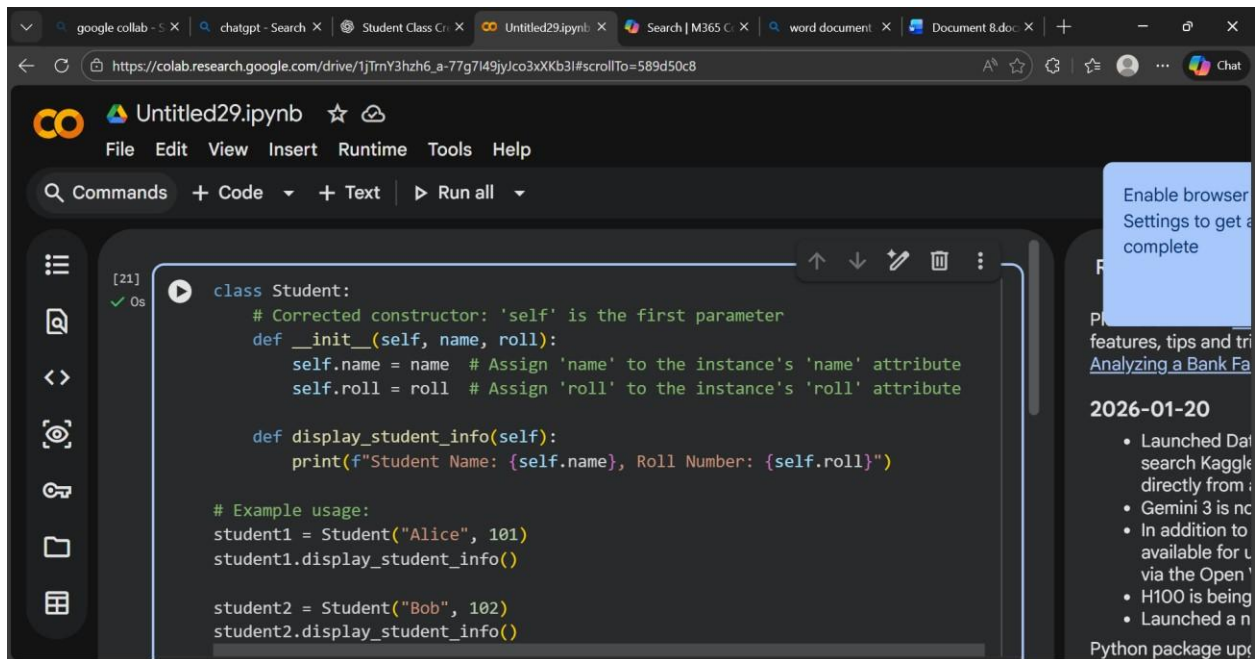 google collab - S
chatgpt - Search
Student Class Cr
Untitled29.ipynb
Search | M365 C
word document
Document 8.doc
https://colab.research.google.com/drive/1jTrnY3hzh6_a-77g7I49jyJco3xXKb3I#scrollTo=589d50c8
Chat
CO
Untitled29.ipynb
File Edit View Insert Runtime Tools Help
Commands + Code + Text Run all
Enable browser
Settings to get a
complete
[21]
0s
class Student:
    # Corrected constructor: 'self' is the first parameter
    def __init__(self, name, roll):
        self.name = name  # Assign 'name' to the instance's 'name' attribute
        self.roll = roll  # Assign 'roll' to the instance's 'roll' attribute
    def display_student_info(self):
        print(f"Student Name: {self.name}, Roll Number: {self.roll}")
# Example usage:
student1 = Student("Alice", 101)
student1.display_student_info()
student2 = Student("Bob", 102)
student2.display_student_info()
features, tips and tri
Analyzing a Bank Fa
2026-01-20
• Launched Dat
search Kaggle
directly from
• Gemini 3 is
• In addition to
available for
via the Open
• H100 is being
• Launched a
Python package upg